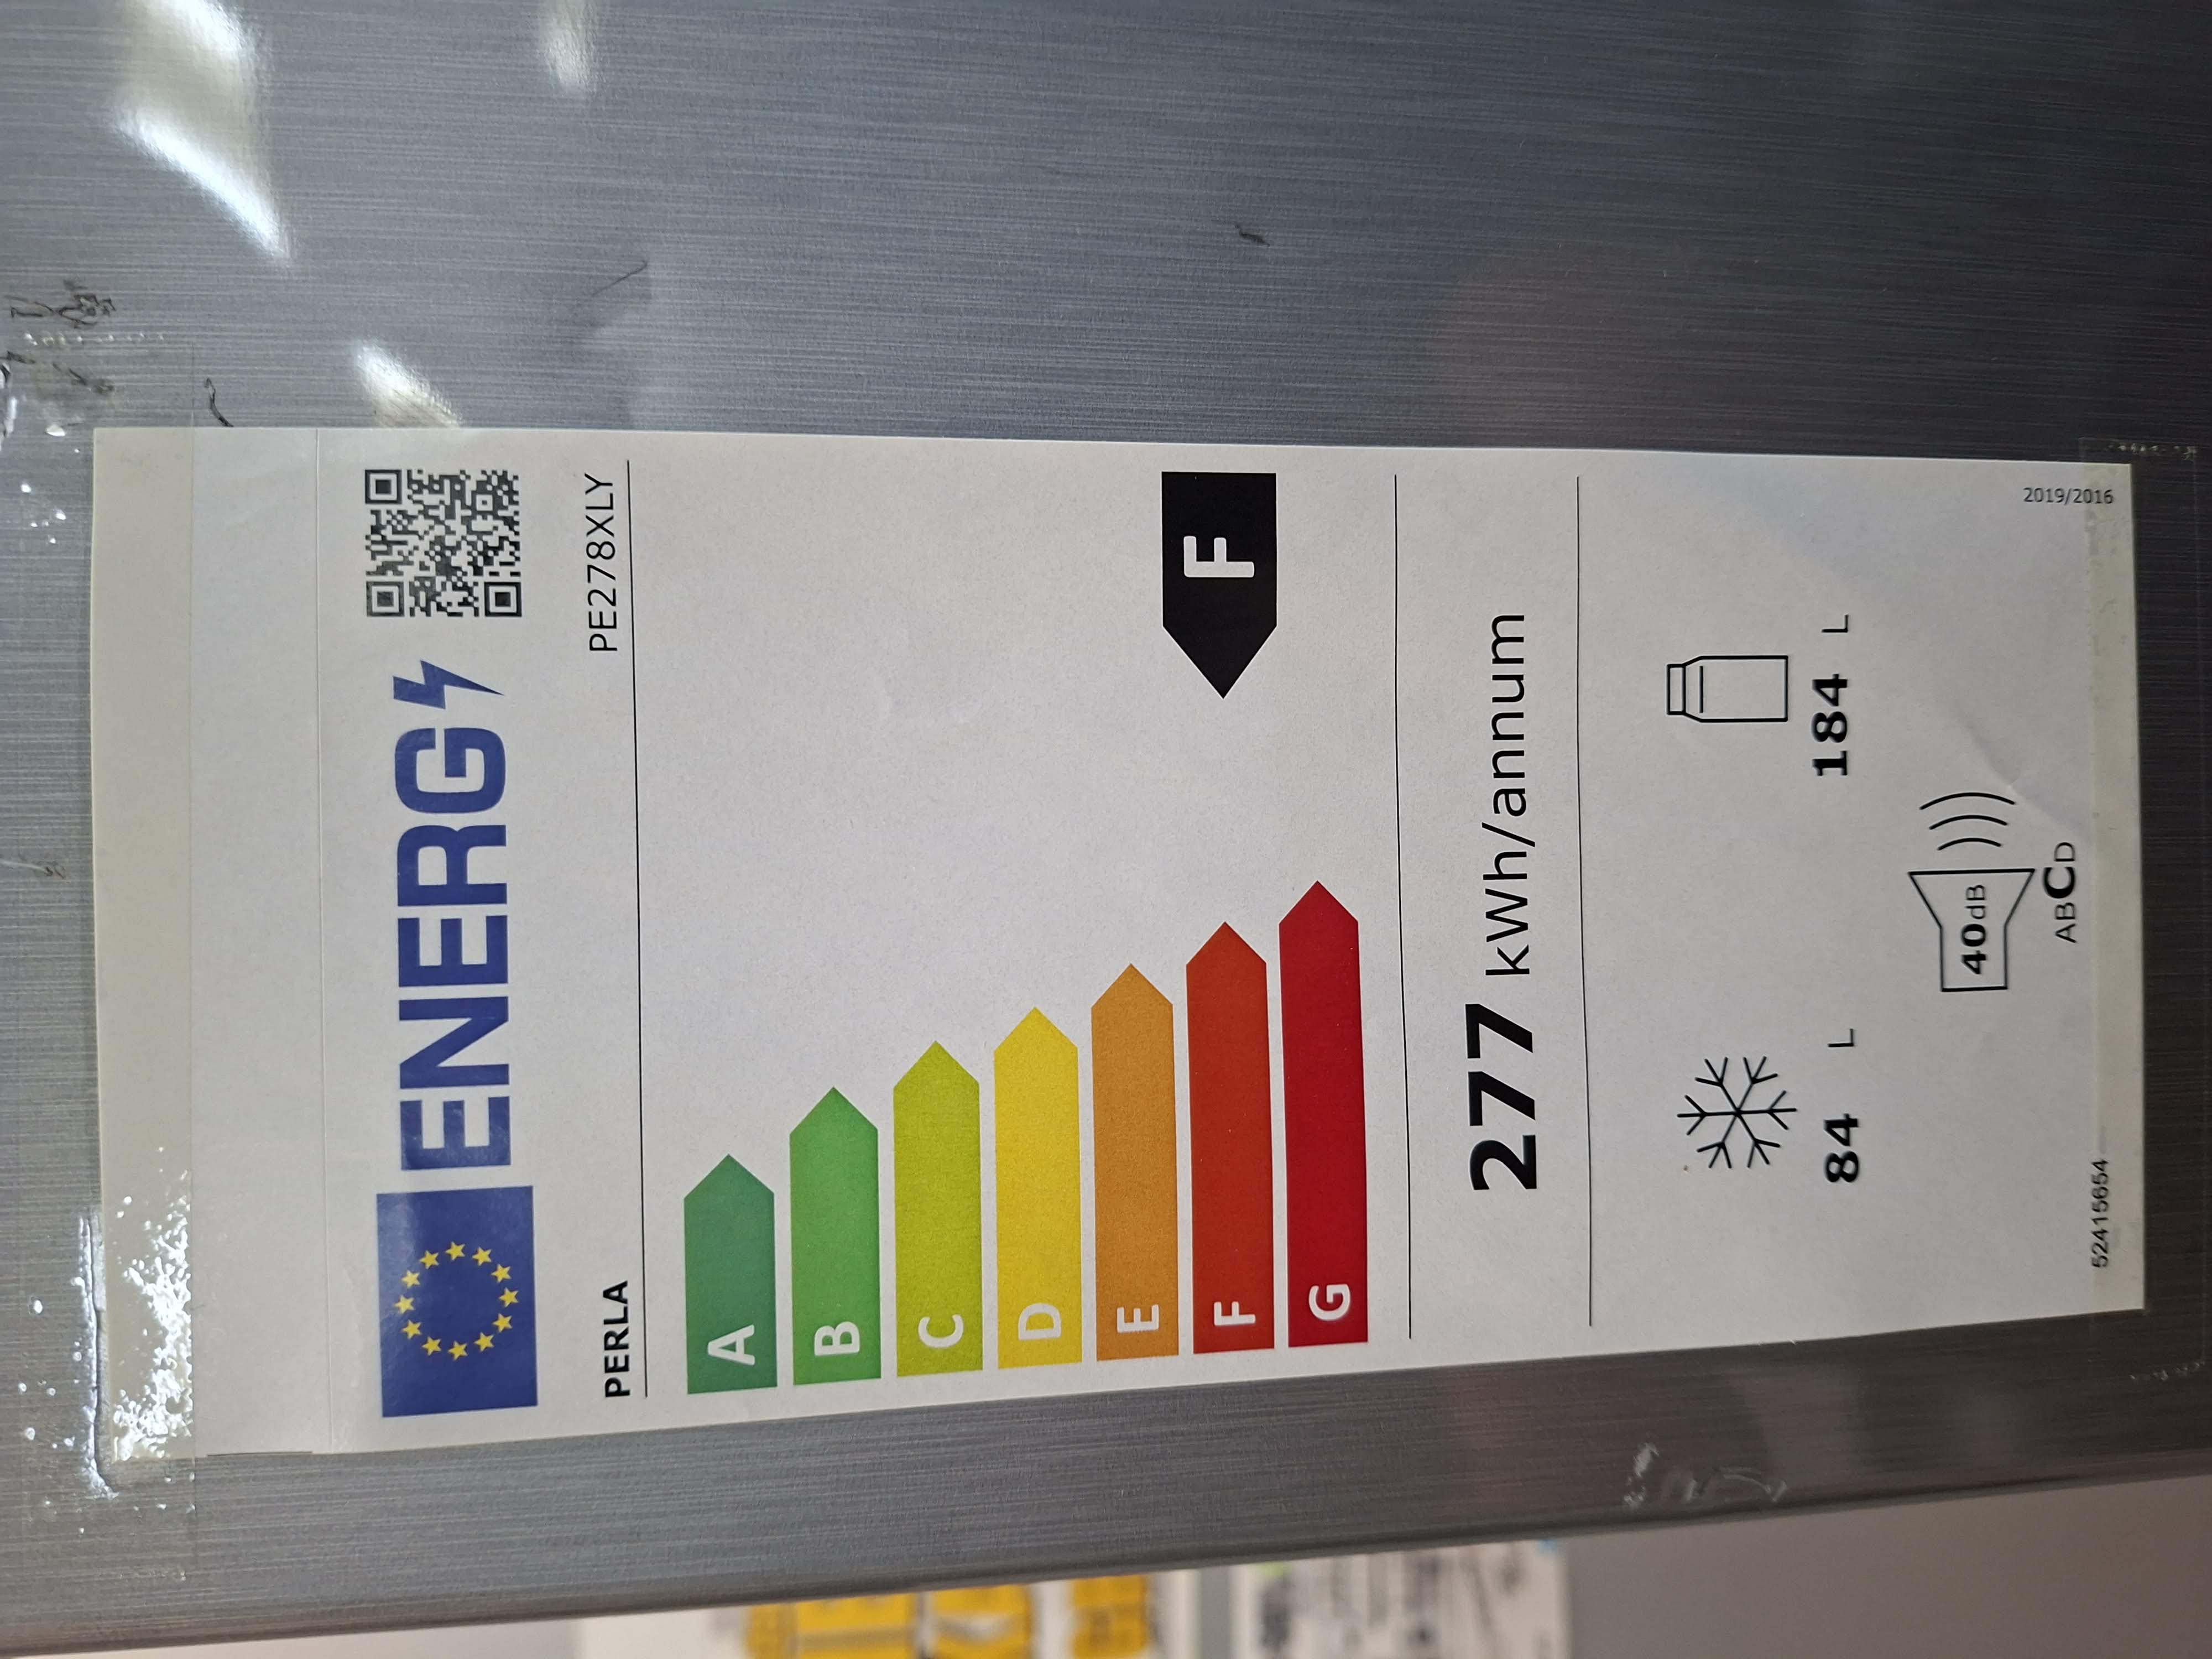 ENERG
PERLA PE278XLY
A
B
C
D
E
F
G
F
277 kWh/annum
84 L
184 L
40dB
ABCD
52415654
2019/2016